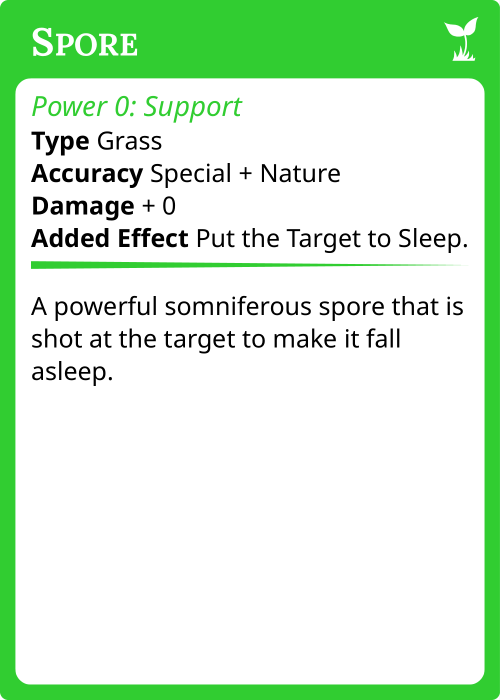 Spore
Power 0: Support
Type Grass
Accuracy Special + Nature
Damage + 0
Added Effect Put the Target to Sleep.
A powerful somniferous spore that is
shot at the target to make it fall
asleep.